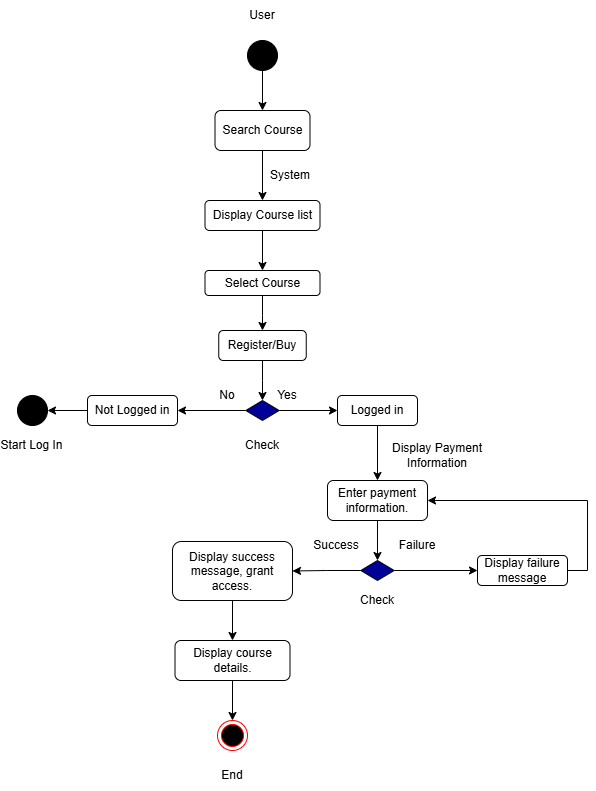 User
Search Course
System
Display Course list
Select Course
Register/Buy
No
Yes
Not Logged in
Logged in
Start Log In
Check
Display Payment
Information
Enter payment
information.
Success
Failure
Display success
message, grant
access.
Display failure
message
Check
Display course
details.
End